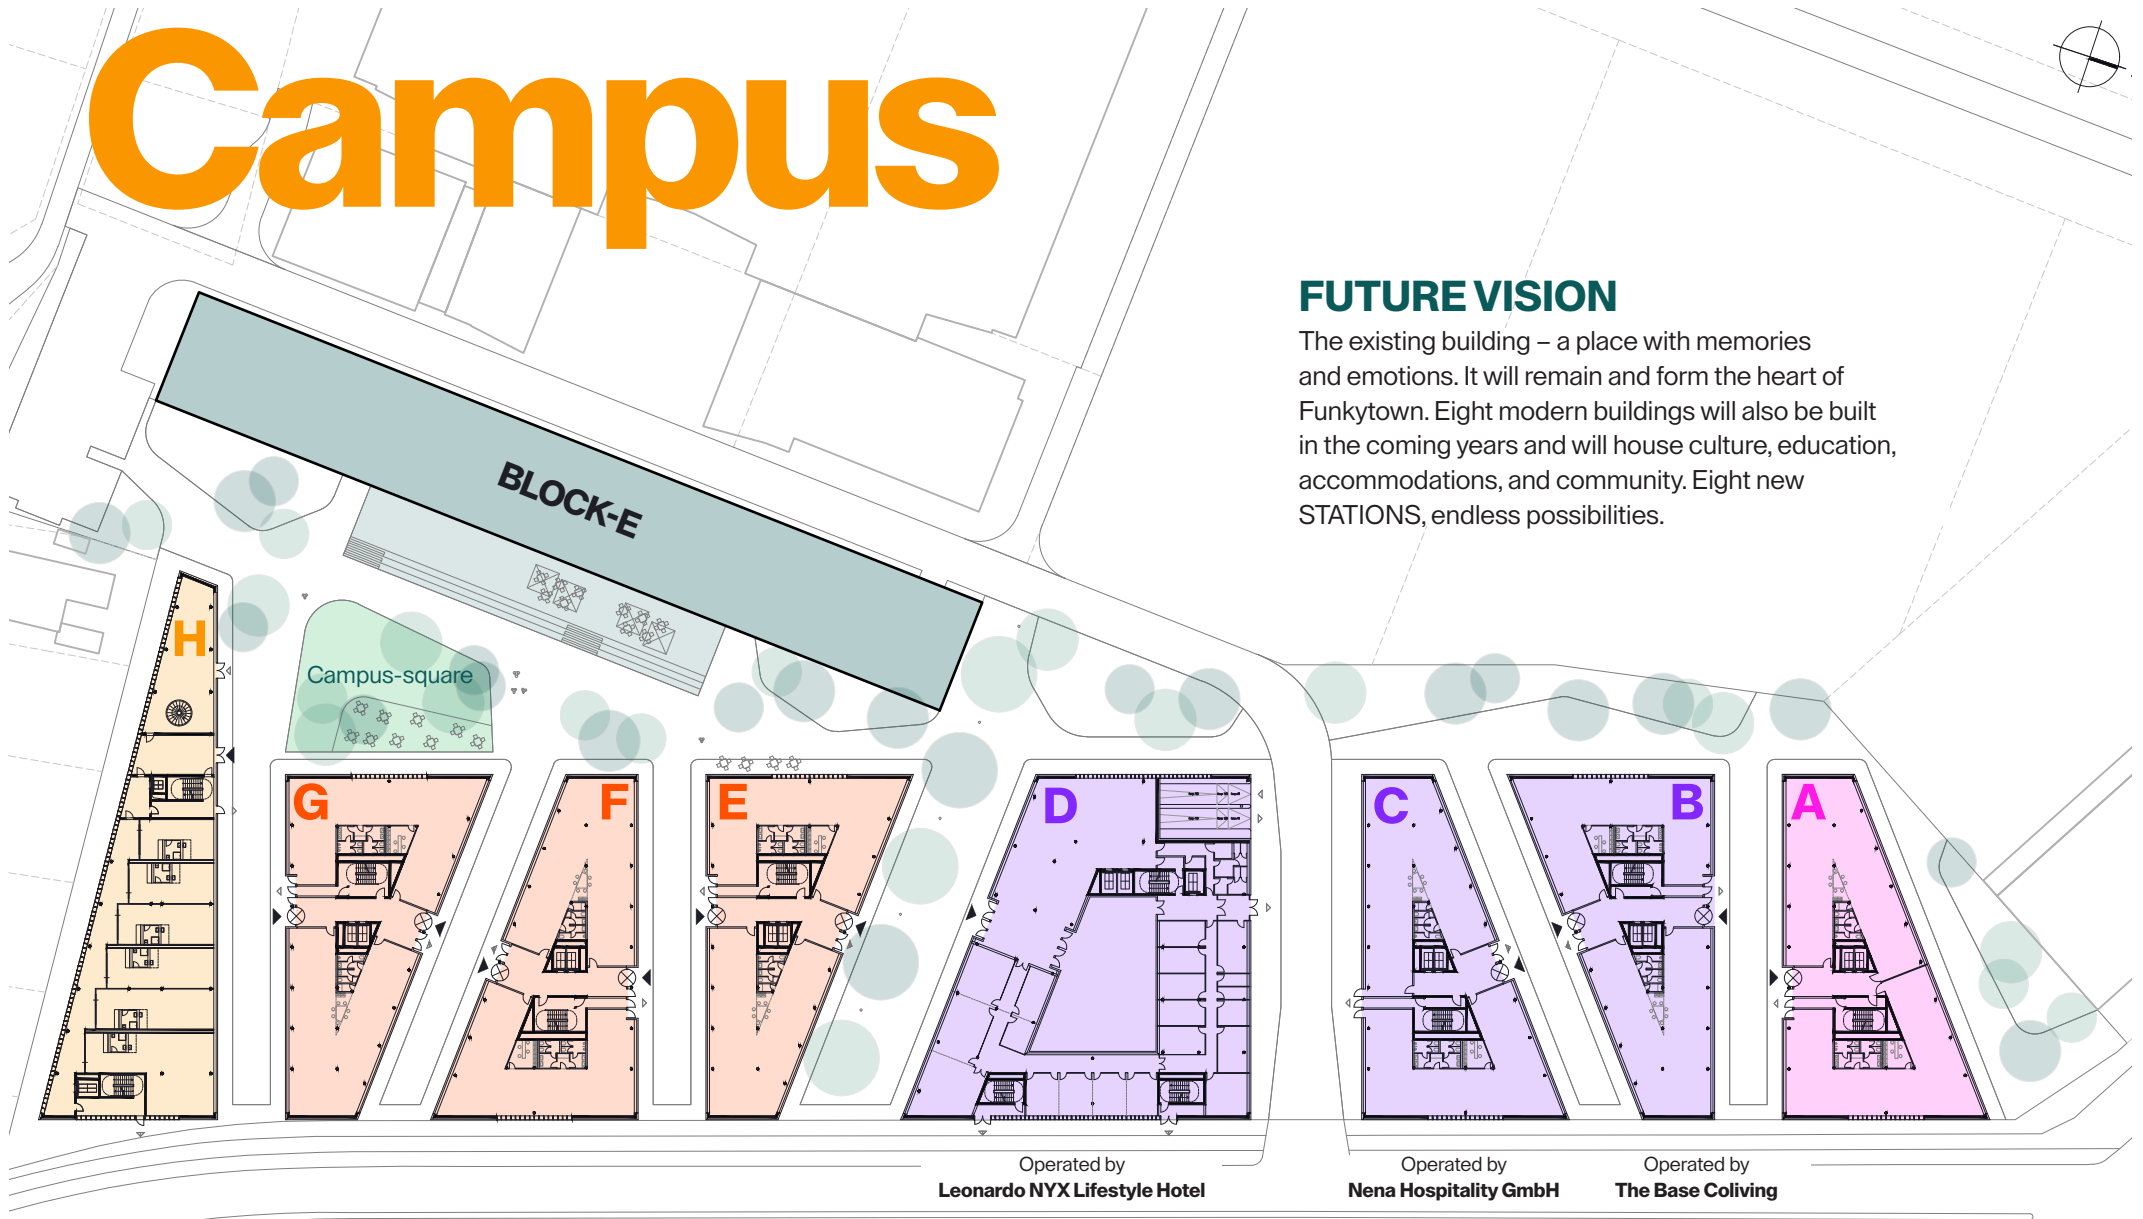 Campus
FUTURE VISION
The existing building – a place with memories
and emotions. It will remain and form the heart of
Funkytown. Eight modern buildings will also be built
in the coming years and will house culture, education,
accommodations, and community. Eight new
STATIONS, endless possibilities.
BLOCK-E
H
Campus-square
G
F
E
D
C
B
A
Operated by
Leonardo NYX Lifestyle Hotel
Operated by
Nena Hospitality GmbH
Operated by
The Base Coliving